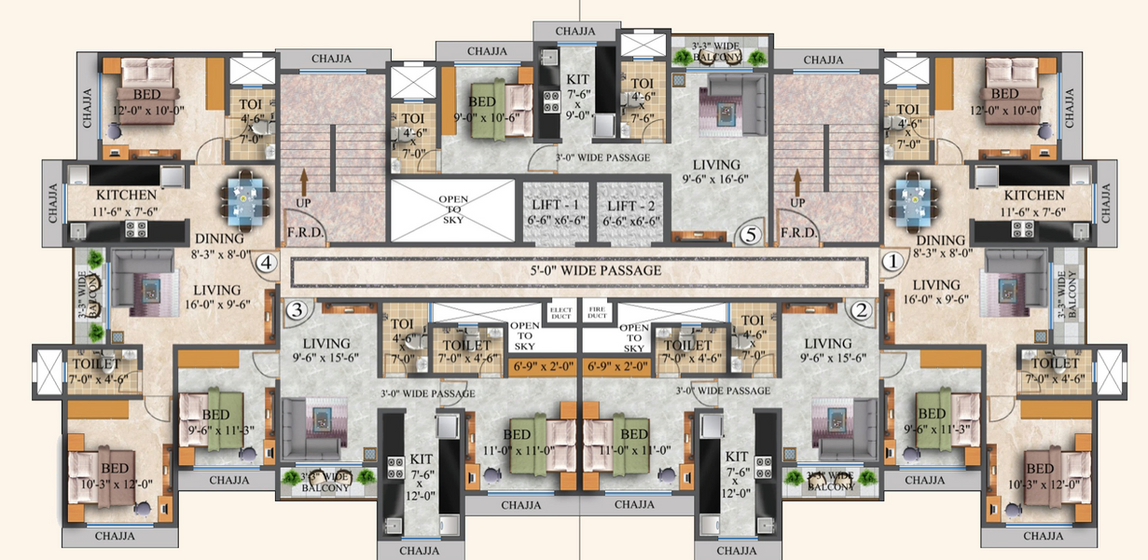 CHAJJA
CHAJJA
CHAJJA
CHAJJA
CHAJJA
BED
12'-0" x 10'-0"
TOI
4'-6"
x
7'-0"
UP
F.R.D.
TOI
4'-6"
x
7'-0"
BED
9'-0" x 10'-6"
KIT
7'-6"
x
9'-0"
TOI
4'-6"
x
7'-6"
3'-3" WIDE
BALCONY
3'-0" WIDE PASSAGE
LIVING
9'-6" x 16'-6"
OPEN
TO
SKY
LIFT - 1
6'-6" x6'-6"
LIFT - 2
6'-6" x6'-6"
5
UP
F.R.D.
TOI
4'-6"
x
7'-0"
BED
12'-0" x 10'-0"
CHAJJA
CHAJJA
KITCHEN
11'-6" x 7'-6"
DINING
8'-3" x 8'-0"
4
LIVING
16'-0" x 9'-6"
3'-3" WIDE
BALCONY
5'-0" WIDE PASSAGE
1
KITCHEN
11'-6" x 7'-6"
CHAJJA
DINING
8'-3" x 8'-0"
LIVING
16'-0" x 9'-6"
3'-3" WIDE
BALCONY
TOILET
7'-0" x 4'-6"
BED
9'-6" x 11'-3"
CHAJJA
BED
10'-3" x 12'-0"
CHAJJA
3
LIVING
9'-6" x 15'-6"
TOI
4'-6"
x
7'-0"
TOILET
7'-0" x 4'-6"
OPEN
TO
SKY
ELECT
DUCT
FIRE
DUCT
6'-9" x 2'-0"
3'-0" WIDE PASSAGE
3'-3" WIDE
BALCONY
KIT
7'-6"
x
12'-0"
CHAJJA
BED
11'-0" x 11'-0"
CHAJJA
OPEN
TO
SKY
6'-9" x 2'-0"
TOILET
7'-0" x 4'-6"
TOI
4'-6"
x
7'-0"
2
LIVING
9'-6" x 15'-6"
3'-0" WIDE PASSAGE
BED
11'-0" x 11'-0"
CHAJJA
KIT
7'-6"
x
12'-0"
CHAJJA
3'-3" WIDE
BALCONY
BED
9'-6" x 11'-3"
CHAJJA
TOILET
7'-0" x 4'-6"
BED
10'-3" x 12'-0"
CHAJJA